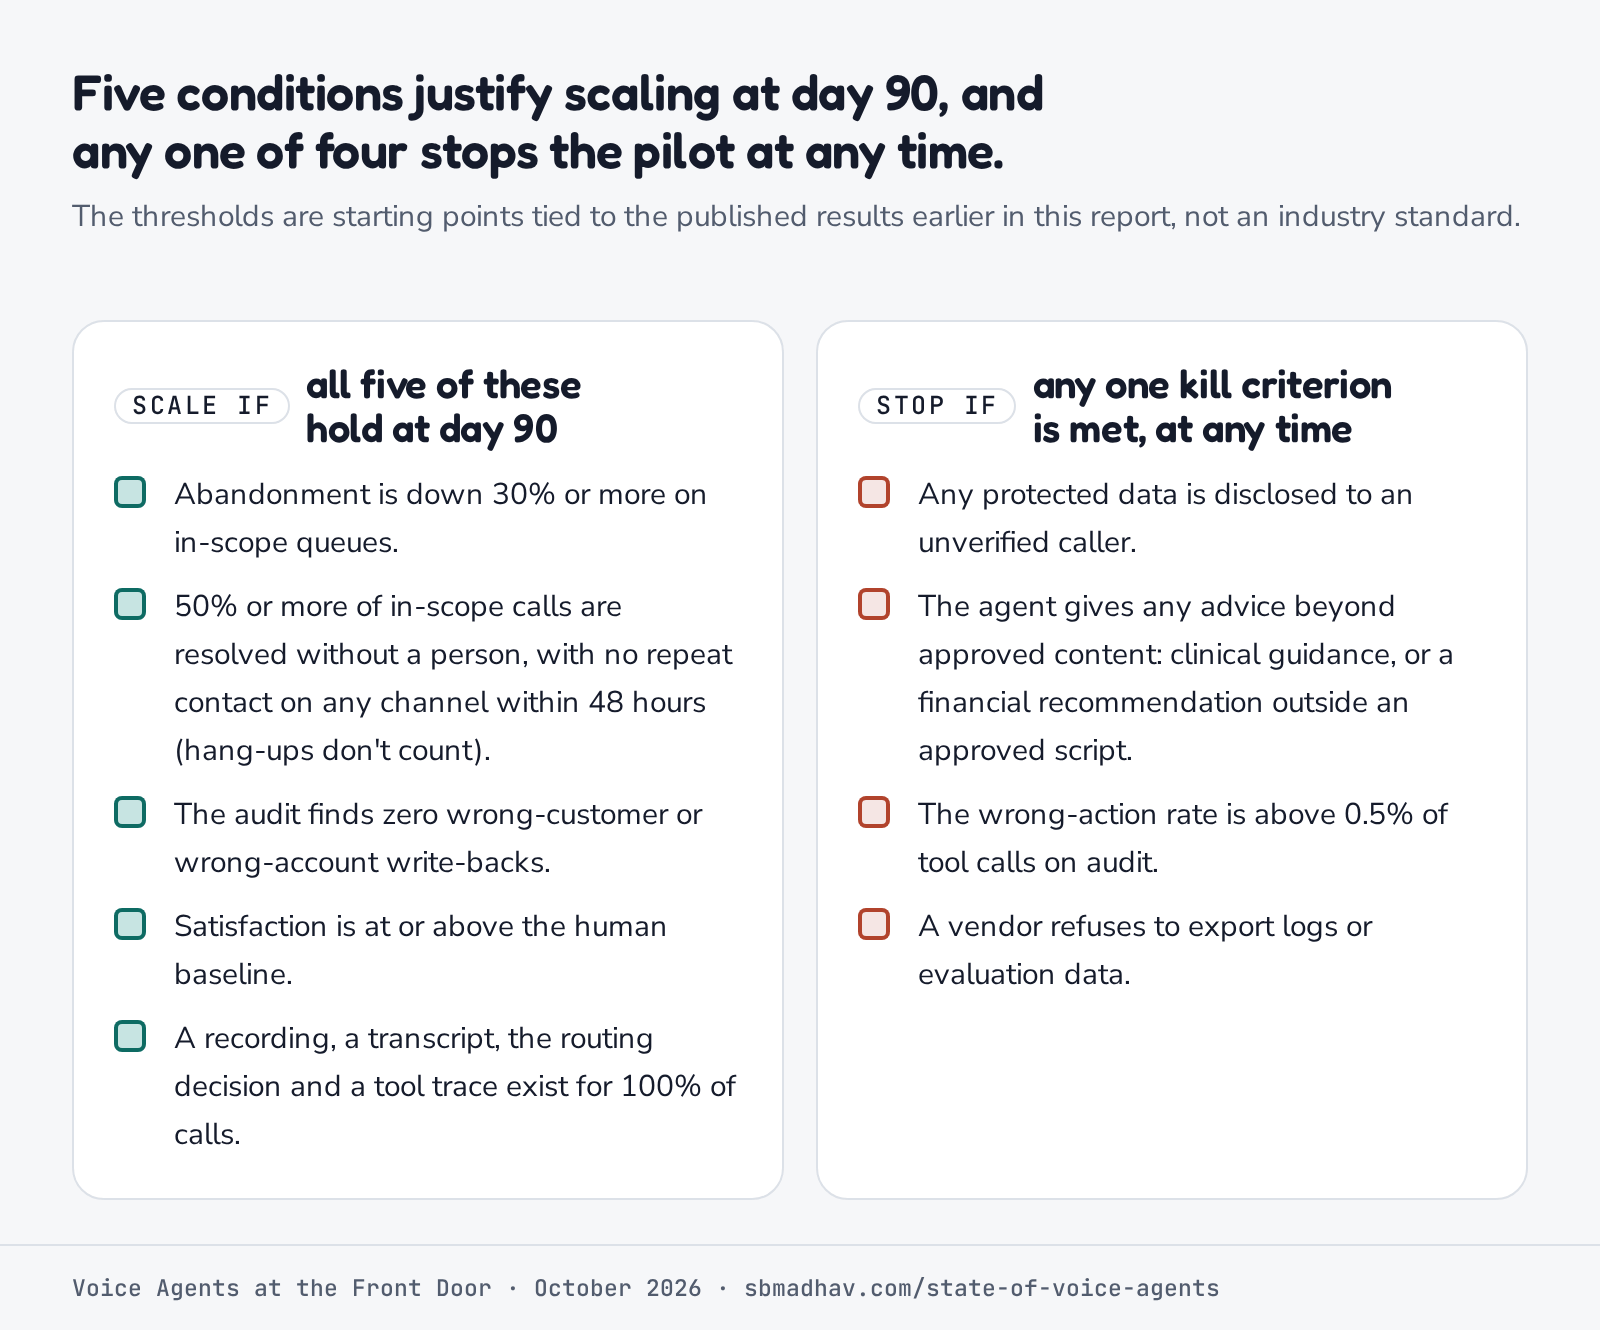 Five conditions justify scaling at day 90, and
any one of four stops the pilot at any time.
The thresholds are starting points tied to the published results earlier in this report, not an industry standard.
SCALE IF
all five of these
hold at day 90
Abandonment is down 30% or more on
in-scope queues.
50% or more of in-scope calls are
resolved without a person, with no repeat
contact on any channel within 48 hours
(hang-ups don't count).
The audit finds zero wrong-customer or
wrong-account write-backs.
Satisfaction is at or above the human
baseline.
A recording, a transcript, the routing
decision and a tool trace exist for 100% of
calls.
STOP IF
any one kill criterion
is met, at any time
Any protected data is disclosed to an
unverified caller.
The agent gives any advice beyond
approved content: clinical guidance, or a
financial recommendation outside an
approved script.
The wrong-action rate is above 0.5% of
tool calls on audit.
A vendor refuses to export logs or
evaluation data.
Voice Agents at the Front Door · October 2026 · sbmadhav.com/state-of-voice-agents